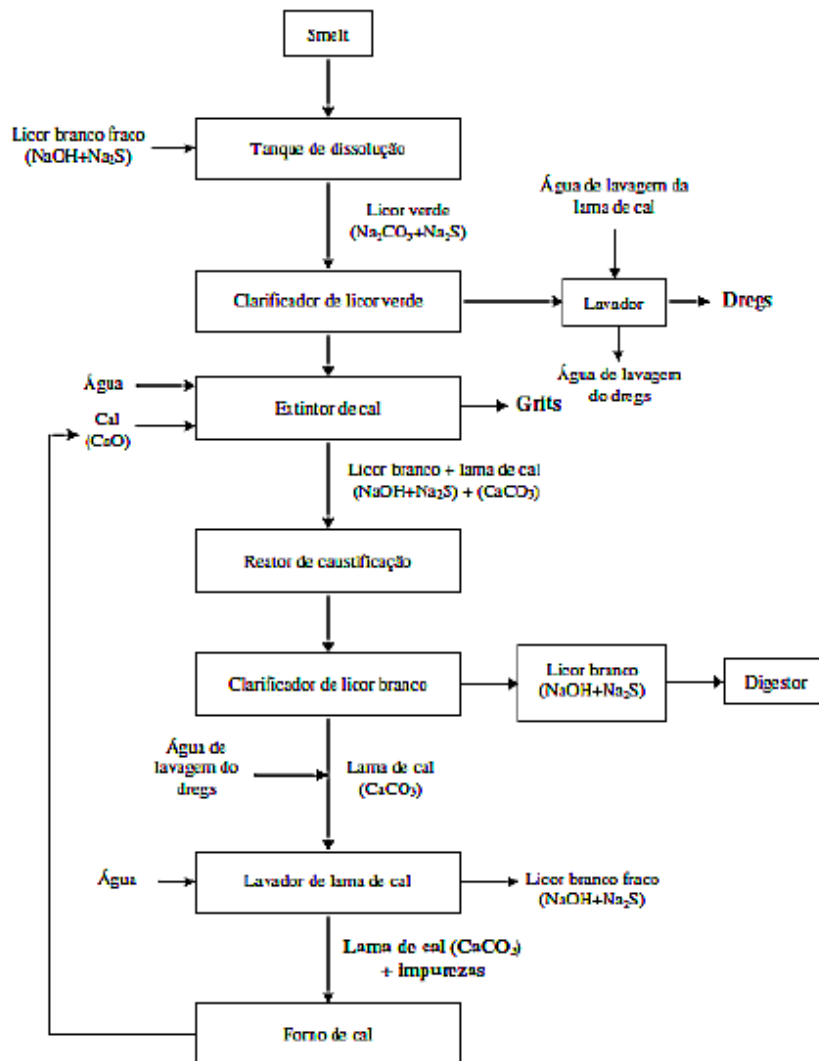 Smelt
Licor branco fraco
(NaOH+Na₂S)
Tanque de dissolução
Licor verde
(Na₂CO₃+Na₂S)
Água de lavagem da
lama de cal
Clarificador de licor verde
Lavador
Dregs
Água de lavagem
do dregs
Água
Cal
(CaO)
Extintor de cal
Grits
Licor branco + lama de cal
(NaOH+Na₂S) + (CaCO₃)
Reator de caustificação
Clarificador de licor branco
Licor branco
(NaOH+Na₂S)
Digestor
Água de
lavagem do
dregs
Lama de cal
(CaCO₃)
Água
Lavador de lama de cal
Licor branco fraco
(NaOH+Na₂S)
Lama de cal (CaCO₃)
+ Impurezas
Forno de cal